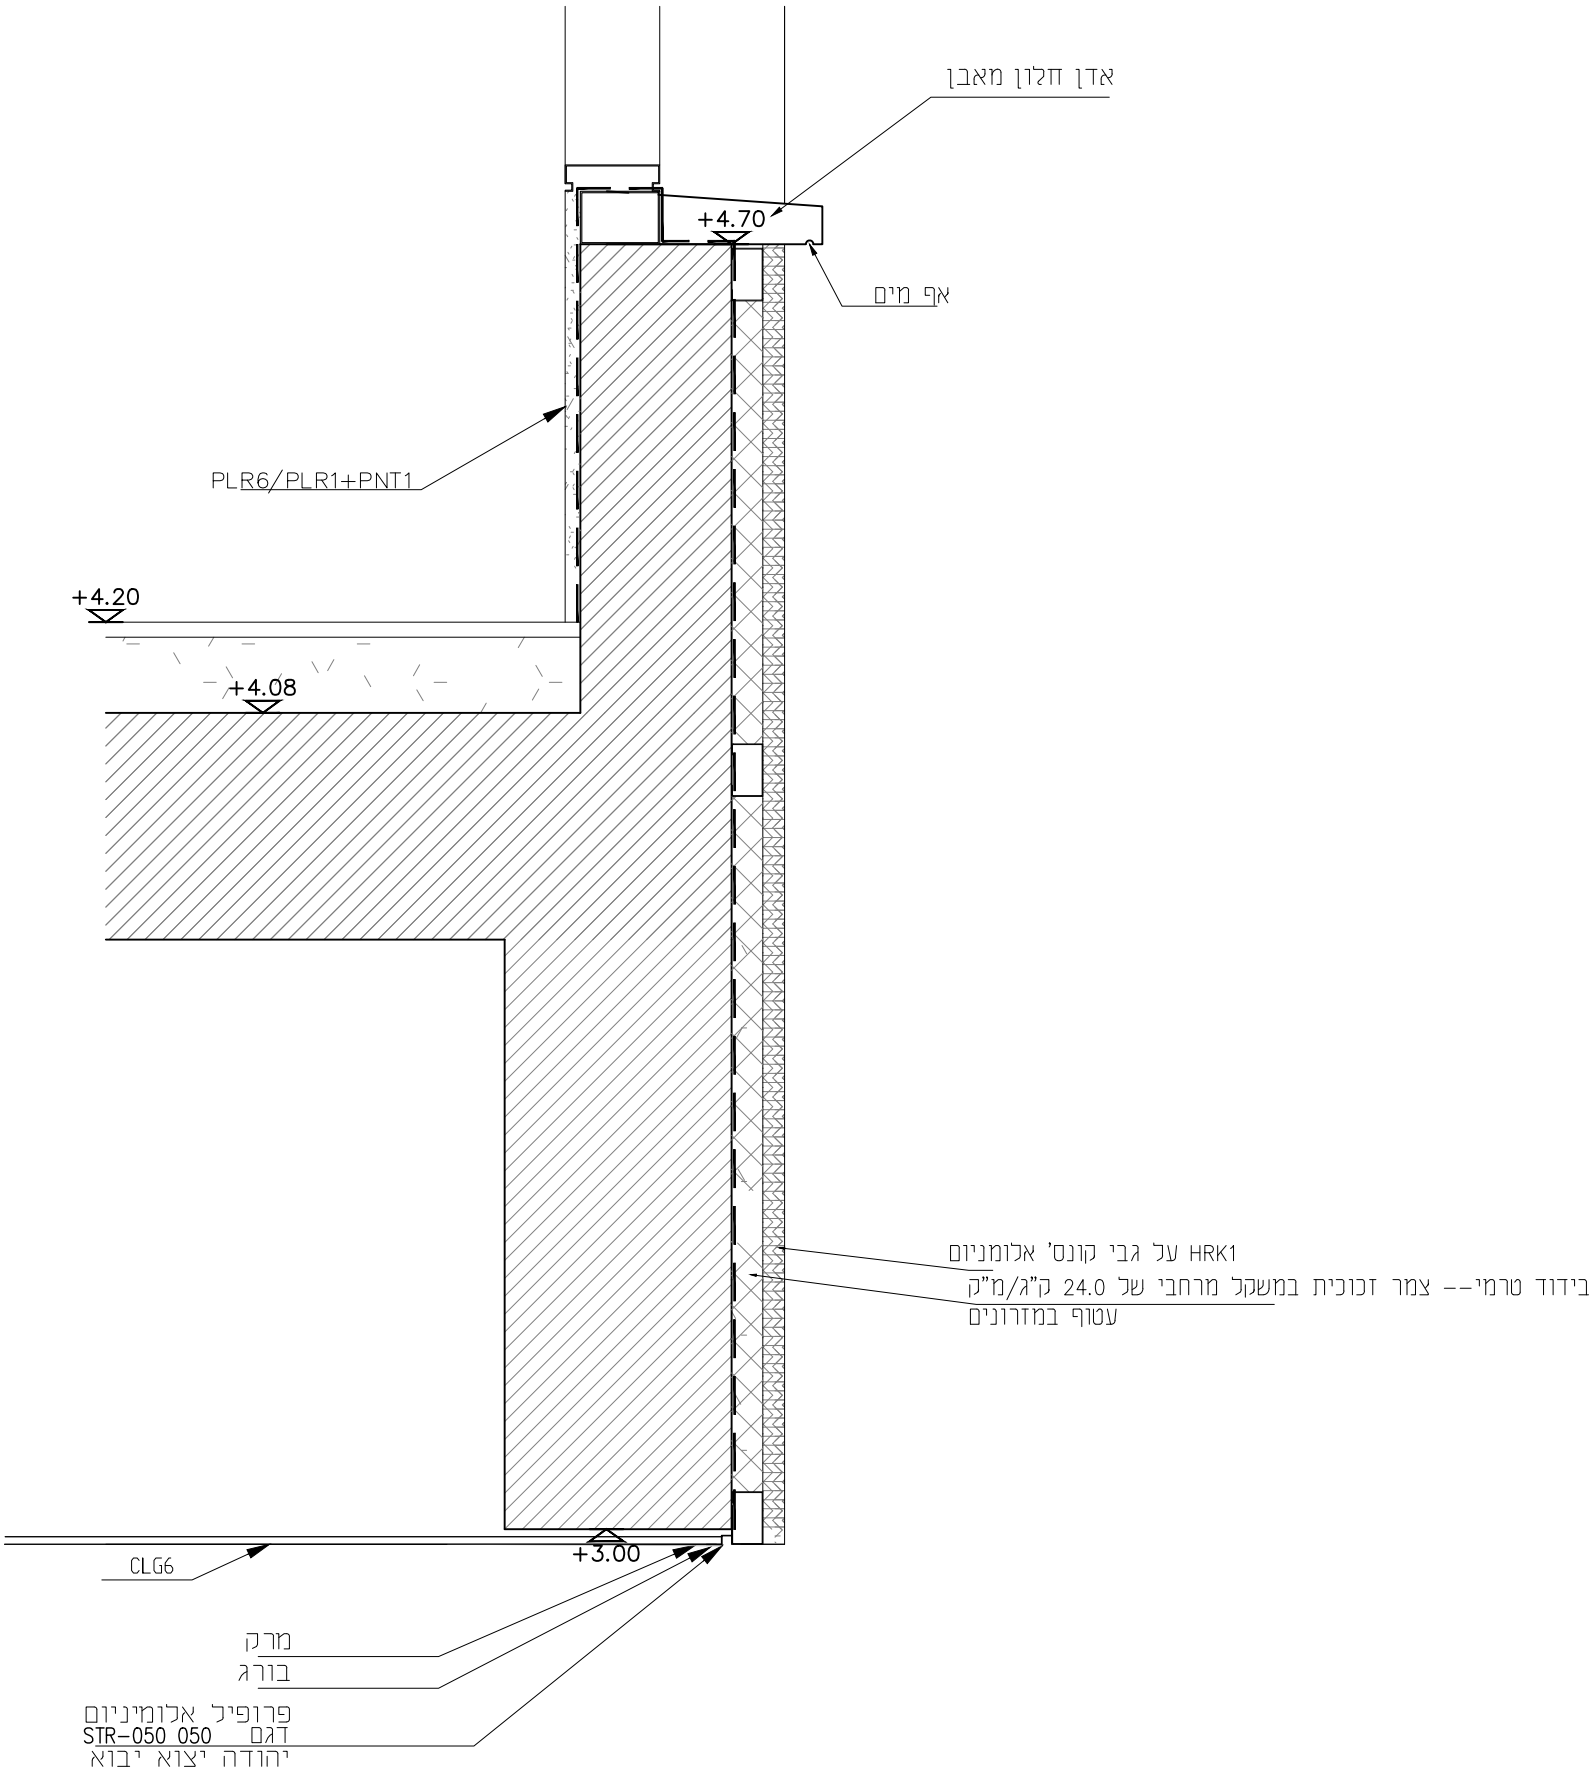 אדן חלון מאבן
+4.70
אף מים
PLR6/PLR1+PNT1
+4.20
+4.08
HRK1 על גבי קונס' אלומניום
בידוד טרמי-- צמר זכוכית במשקל מרחבי של 24.0 ק"ג/מ"ק
עטוף במזרונים
+3.00
CLG6
מרק
בורג
פרופיל אלומיניום
דגם STR-050 050
יהודה יצוא יבוא